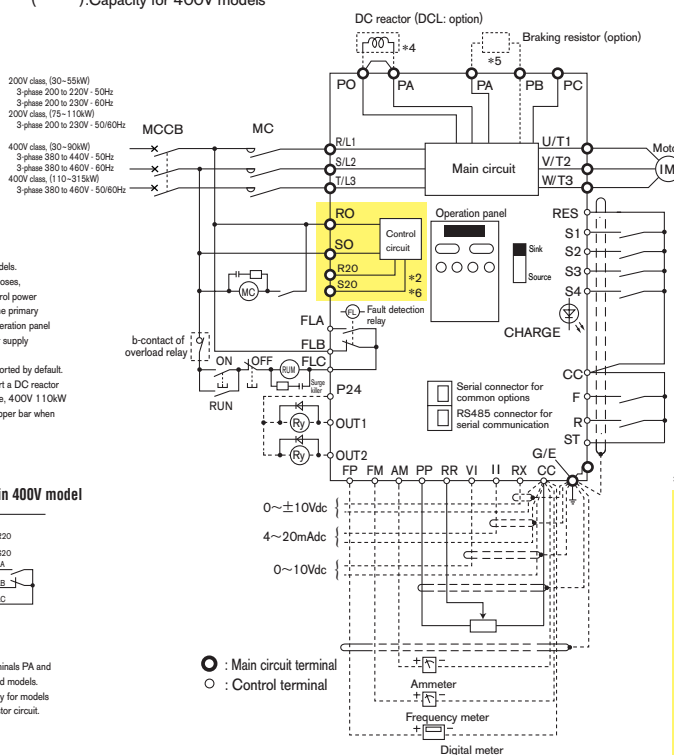 ( ):Capacity for 400V models
DC reactor (DCL: option)
Braking resistor (option)
*4
*5
PO
PA
PA
PB
PC
200V class, (30~55kW)
3-phase 200 to 220V - 50Hz
3-phase 200 to 230V - 60Hz
200V class, (75~110kW)
3-phase 200 to 230V - 50/60Hz
400V class, (30~90kW)
3-phase 380 to 440V - 50Hz
3-phase 380 to 460V - 60Hz
400V class, (110~315kW)
3-phase 380 to 460V - 50/60Hz
MCCB
MC
R/L1
S/L2
T/L3
Main circuit
U/T1
V/T2
W/T3
Moto
IM
RO
SO
R20
S20
Control
circuit
*2
*6
Operation panel
Sink
Source
RES
S1
S2
S3
S4
CHARGE
MC
FL
Fault detection
relay
FLA
FLB
FLC
b-contact of
overload relay
ON
OFF
RUN
RUM
Surge
killer
P24
Ry
OUT1
Ry
OUT2
Serial connector for
common options
RS485 connector for
serial communication
CC
F
R
ST
G/E
FP
FM
AM
PP
RR
VI
II
RX
CC
0~±10Vdc
4~20mAdc
0~10Vdc
+
-
Ammeter
+
-
Frequency meter
+
-
Digital meter
: Main circuit terminal
: Control terminal
dels.
oses,
rol power
e primary
eration panel
supply
orted by default.
rt a DC reactor
e, 400V 110kW
pper bar when
in 400V model
R20
S20
A
B
C
minals PA and
d models.
y for models
tor circuit.